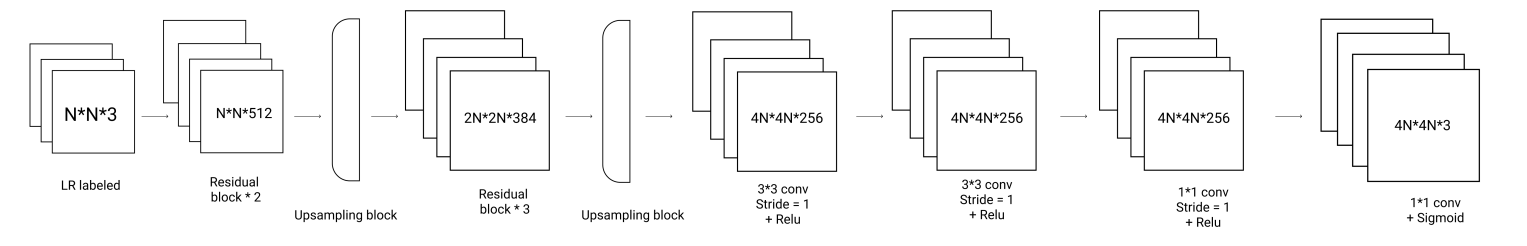 N*N*3
LR labeled
N*N*512
Residual
block * 2
Upsampling block
2N*2N*384
Residual
block * 3
Upsampling block
4N*4N*256
3*3 conv
Stride = 1
+ Relu
4N*4N*256
3*3 conv
Stride = 1
+ Relu
4N*4N*256
1*1 conv
Stride = 1
+ Relu
4N*4N*3
1*1 conv
+ Sigmoid